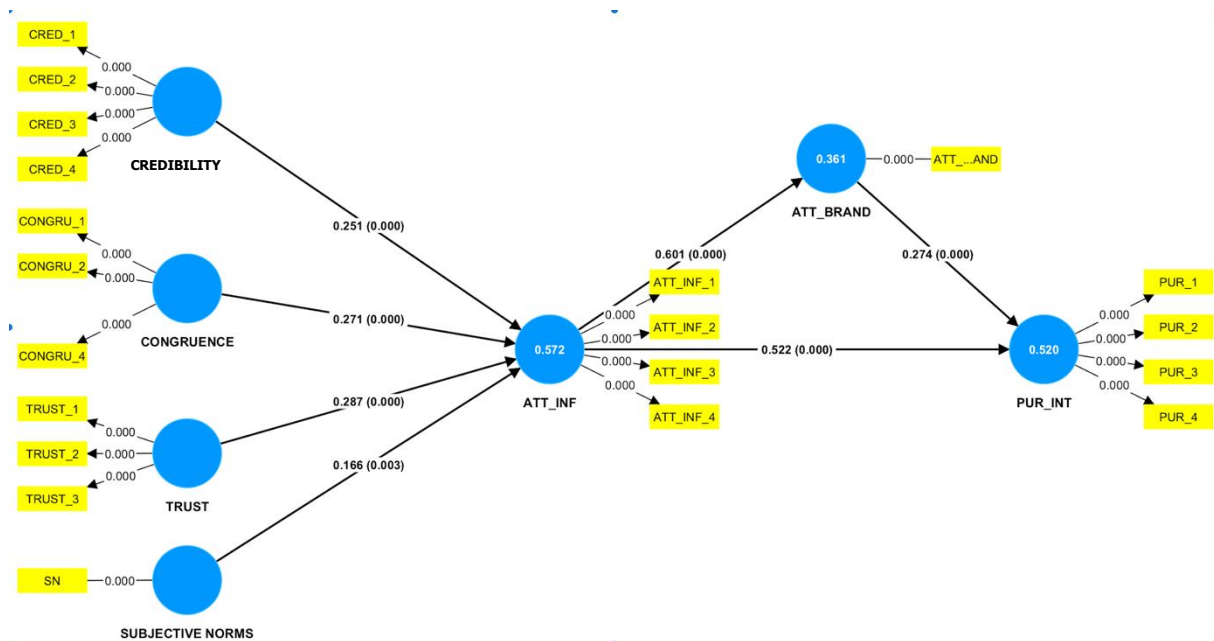 CRED_1
0.000
CRED_2
0.000
0.000
CRED_3
0.000
CRED_4
CREDIBILITY
0.251 (0.000)
CONGRU_1
0.000
CONGRU_2
0.000
0.000
CONGRU_4
CONGRUENCE
0.271 (0.000)
TRUST_1
0.000
TRUST_2
0.000
0.000
TRUST_3
TRUST
0.287 (0.000)
SN
0.000
SUBJECTIVE NORMS
0.166 (0.003)
0.572
ATT_INF
0.000
ATT_INF_1
0.000
ATT_INF_2
0.000
ATT_INF_3
0.000
ATT_INF_4
0.601 (0.000)
0.361
0.000
ATT_...AND
ATT_BRAND
0.274 (0.000)
0.522 (0.000)
0.520
PUR_INT
0.000
PUR_1
0.000
PUR_2
0.000
PUR_3
0.000
PUR_4